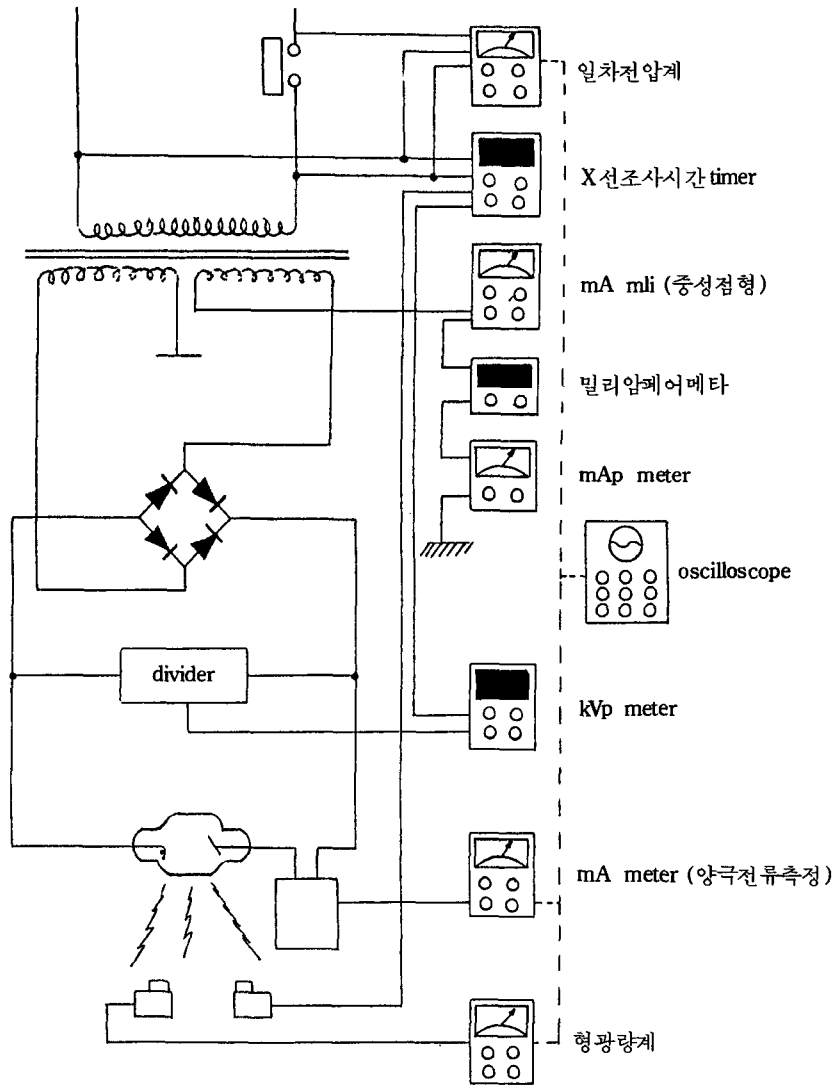 일차전압계
X선조사시간 timer
mA mli (중성점형)
밀리암페어메타
mAp meter
oscilloscope
divider
kVp meter
mA meter (양극전류측정)
형광량계